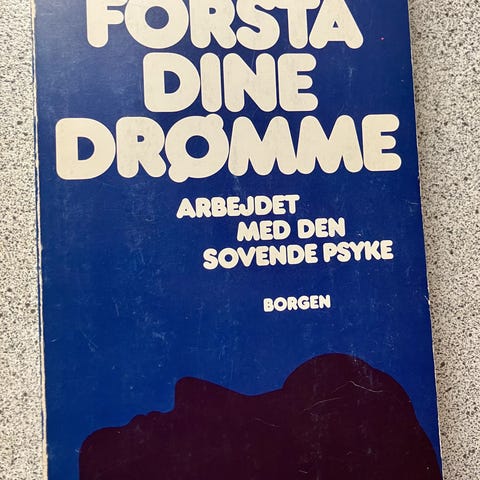 FORSTÅ
DINE
DRØMME
ARBEJDET
MED DEN
SOVENDE PSYKE
BORGEN